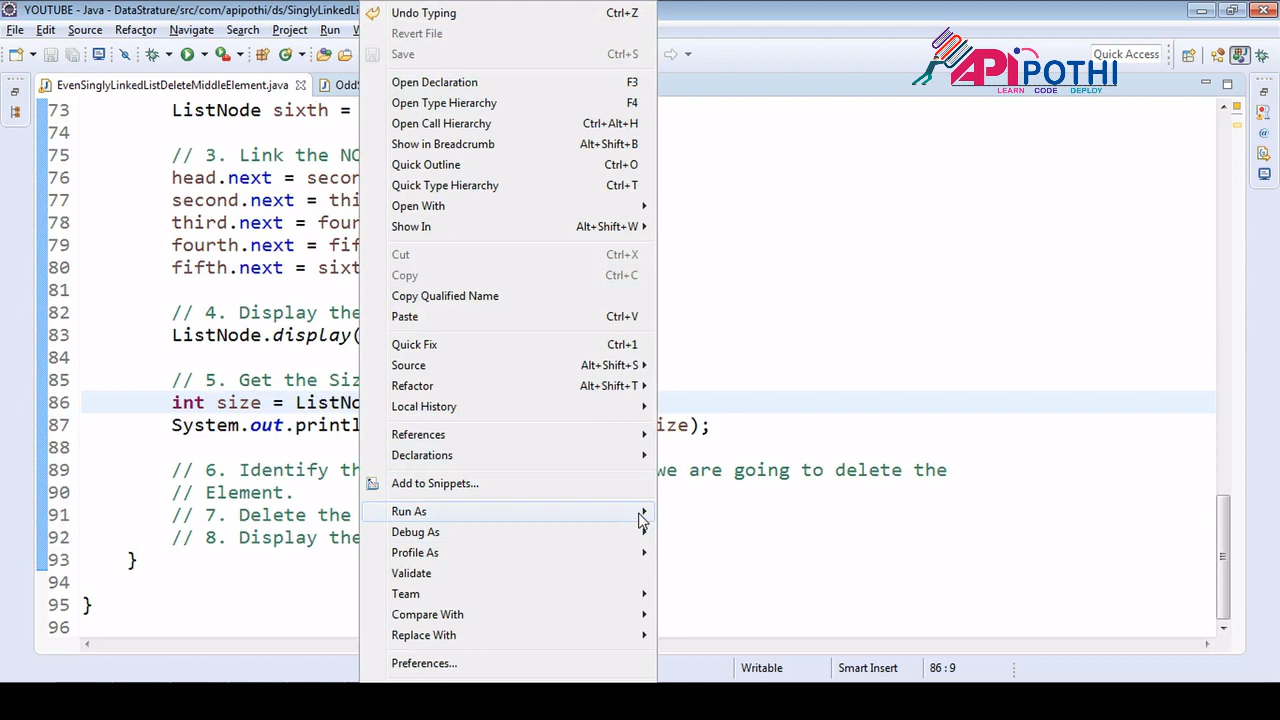 YOUTUBE - Java - DataStrature/src/com/apipothi/ds/SinglyLinkedLi
File Edit Source Refactor Navigate Search Project Run
Quick Access
APIPOTHI
LEARN CODE DEPLOY
EvenSinglyLinkedListDeleteMiddleElement.java OddS
73 ListNode sixth =
74
75 // 3. Link the NO
76 head.next = secon
77 second.next = thi
78 third.next = four
79 fourth.next = fif
80 fifth.next = sixt
81
82 // 4. Display the
83 ListNode.display(
84
85 // 5. Get the Siz
86 int size = ListNo
87 System.out.printl ize);
88
89 // 6. Identify th we are going to delete the
90 // Element.
91 // 7. Delete the
92 // 8. Display the
93 }
94
95 }
96
Undo Typing Ctrl+Z
Revert File
Save Ctrl+S
Open Declaration F3
Open Type Hierarchy F4
Open Call Hierarchy Ctrl+Alt+H
Show in Breadcrumb Alt+Shift+B
Quick Outline Ctrl+O
Quick Type Hierarchy Ctrl+T
Open With
Show In Alt+Shift+W
Cut Ctrl+X
Copy Ctrl+C
Copy Qualified Name
Paste Ctrl+V
Quick Fix Ctrl+1
Source Alt+Shift+S
Refactor Alt+Shift+T
Local History
References
Declarations
Add to Snippets...
Run As
Debug As
Profile As
Validate
Team
Compare With
Replace With
Preferences...
Writable Smart Insert 86:9